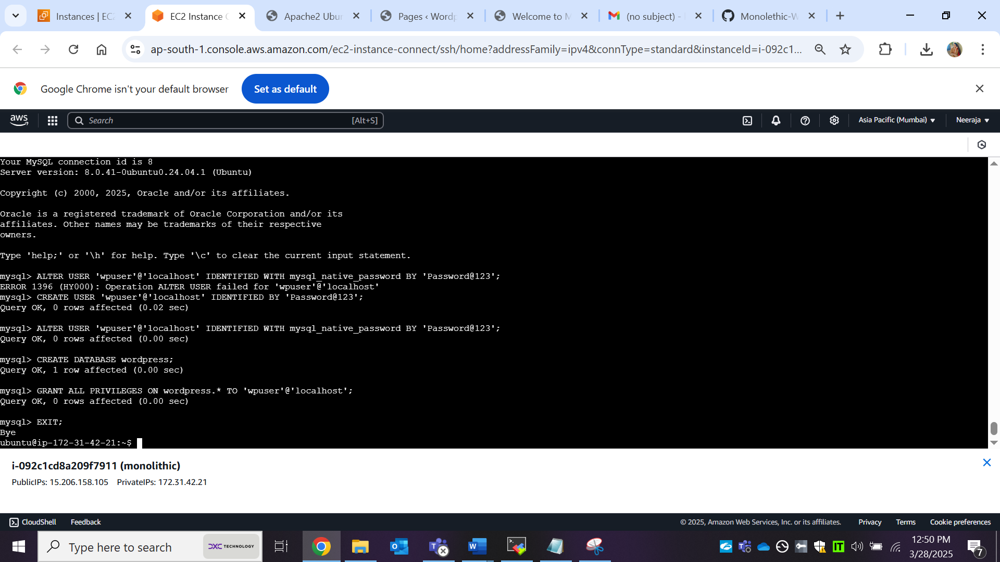 Instances | EC
EC2 Instance C
Apache2 Ubu
Pages ‹ Wordp
Welcome to M
(no subject) -
Monolethic-W
ap-south-1.console.aws.amazon.com/ec2-instance-connect/ssh/home?addressFamily=ipv4&connType=standard&instanceId=i-092c1...
Google Chrome isn't your default browser
Set as default
aws
Search
[Alt+S]
Asia Pacific (Mumbai)
Neeraja
Your MySQL connection id is 8
Server version: 8.0.41-0ubuntu0.24.04.1 (Ubuntu)
Copyright (c) 2000, 2025, Oracle and/or its affiliates.
Oracle is a registered trademark of Oracle Corporation and/or its
affiliates. Other names may be trademarks of their respective
owners.
Type 'help;' or '\h' for help. Type '\c' to clear the current input statement.
mysql> ALTER USER 'wpuser'@'localhost' IDENTIFIED WITH mysql_native_password BY 'Password@123';
ERROR 1396 (HY000): Operation ALTER USER failed for 'wpuser'@'localhost'
mysql> CREATE USER 'wpuser'@'localhost' IDENTIFIED BY 'Password@123';
Query OK, 0 rows affected (0.02 sec)
mysql> ALTER USER 'wpuser'@'localhost' IDENTIFIED WITH mysql_native_password BY 'Password@123';
Query OK, 0 rows affected (0.00 sec)
mysql> CREATE DATABASE wordpress;
Query OK, 1 row affected (0.00 sec)
mysql> GRANT ALL PRIVILEGES ON wordpress.* TO 'wpuser'@'localhost';
Query OK, 0 rows affected (0.00 sec)
mysql> EXIT;
Bye
ubuntu@ip-172-31-42-21:~$
i-092c1cd8a209f7911 (monolithic)
PublicIPs: 15.206.158.105 PrivateIPs: 172.31.42.21
CloudShell
Feedback
© 2025, Amazon Web Services, Inc. or its affiliates.
Privacy
Terms
Cookie preferences
Type here to search
DXC TECHNOLOGY
12:50 PM
3/28/2025
7